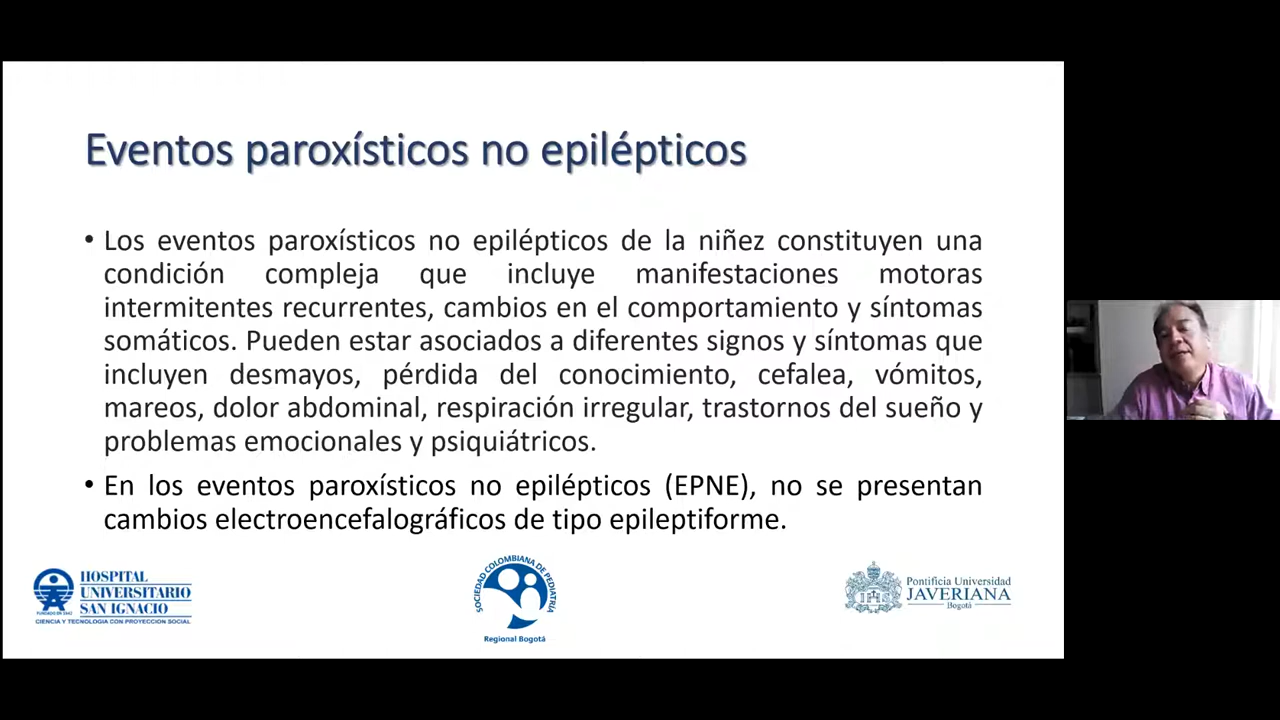 Eventos paroxísticos no epilépticos
• Los eventos paroxísticos no epilépticos de la niñez constituyen una
condición compleja que incluye manifestaciones motoras
intermitentes recurrentes, cambios en el comportamiento y síntomas
somáticos. Pueden estar asociados a diferentes signos y síntomas que
incluyen desmayos, pérdida del conocimiento, cefalea, vómitos,
mareos, dolor abdominal, respiración irregular, trastornos del sueño y
problemas emocionales y psiquiátricos.
• En los eventos paroxísticos no epilépticos (EPNE), no se presentan
cambios electroencefalográficos de tipo epileptiforme.
HOSPITAL
UNIVERSITARIO
SAN IGNACIO
CIENCIA Y TECNOLOGIA CON PROYECCION SOCIAL
SOCIEDAD COLOMBIANA DE PEDIATRÍA
Regional Bogotá
Pontificia Universidad
JAVERIANA
Bogotá